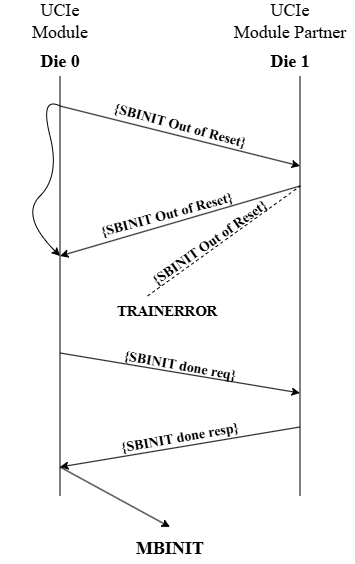 UCIe
Module
Die 0
UCIe
Module Partner
Die 1
{SBINIT Out of Reset}
{SBINIT Out of Reset}
{SBINIT Out of Reset}
TRAINERROR
{SBINIT done req}
{SBINIT done resp}
MBINIT